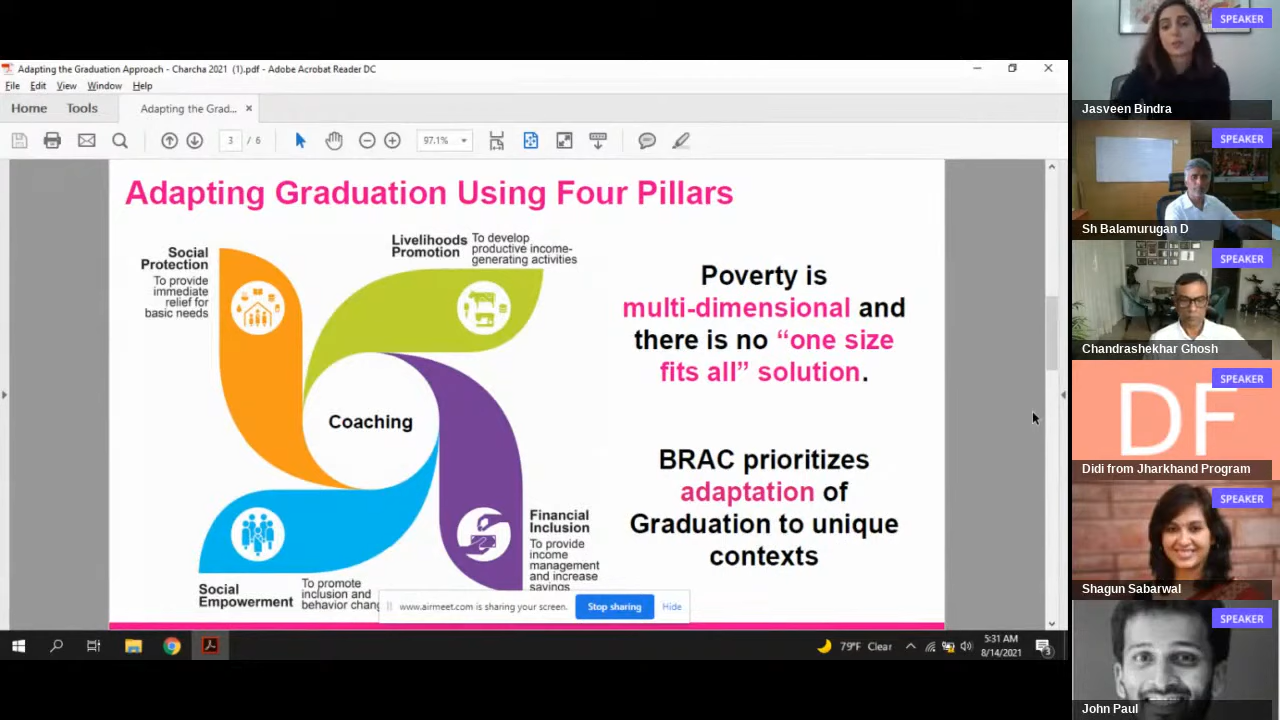 Adapting the Graduation Approach - Charcha 2021 (1).pdf - Adobe Acrobat Reader DC
File Edit View Window Help
Home Tools Adapting the Grad... ×
3 / 6 97.1%
Adapting Graduation Using Four Pillars
Social
Protection
To provide
immediate
relief for
basic needs
Livelihoods
Promotion
To develop
productive income-
generating activities
Coaching
Social
Empowerment
To promote
inclusion and
behavior chang
Financial
Inclusion
To provide
income
management
and increase
savings
Poverty is
multi-dimensional and
there is no “one size
fits all” solution.
BRAC prioritizes
adaptation of
Graduation to unique
contexts
www.airmeet.com is sharing your screen. Stop sharing Hide
79°F Clear
5:31 AM
8/14/2021
3
SPEAKER
Jasveen Bindra
SPEAKER
Sh Balamurugan D
SPEAKER
Chandrashekhar Ghosh
SPEAKER
DF
Didi from Jharkhand Program
SPEAKER
Shagun Sabarwal
SPEAKER
John Paul